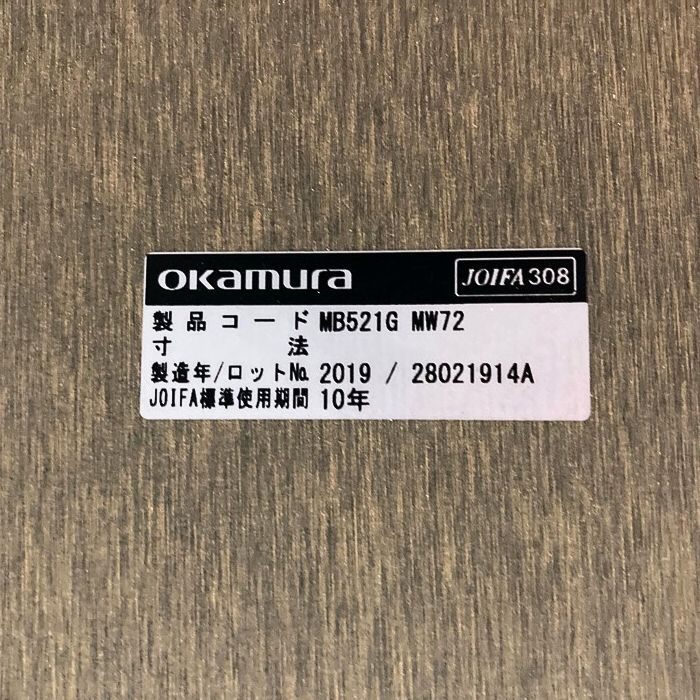 okamura JOIFA308
製品コード MB521G MW72
寸法
製造年/ロット№ 2019 / 28021914A
JOIFA標準使用期間 10年